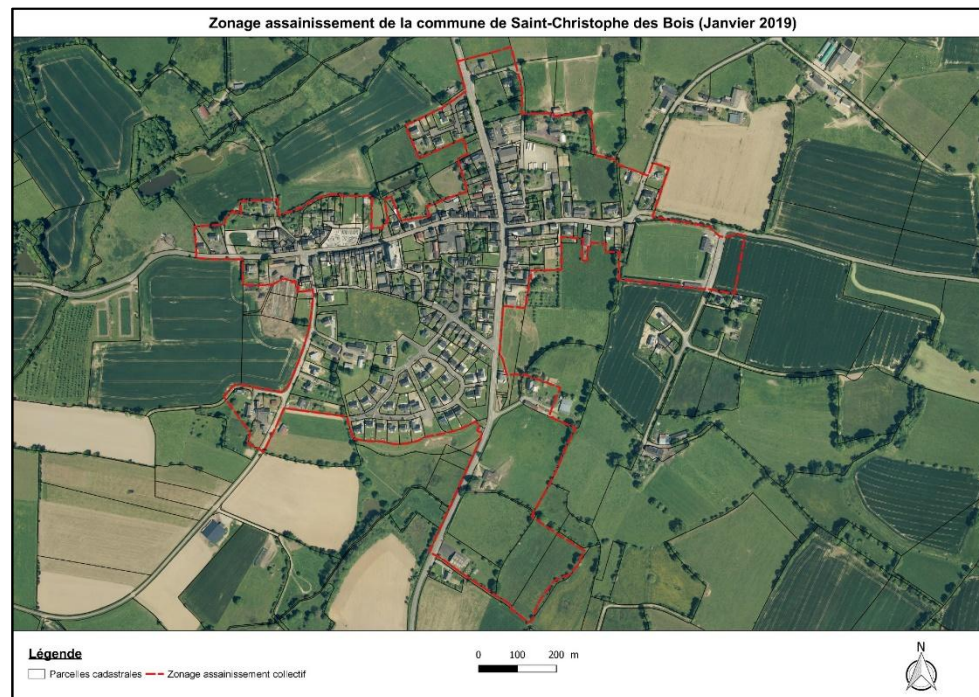 Zonage assainissement de la commune de Saint-Christophe des Bois (Janvier 2019)
Légende
Parcelles cadastrales Zonage assainissement collectif
0 100 200 m
N